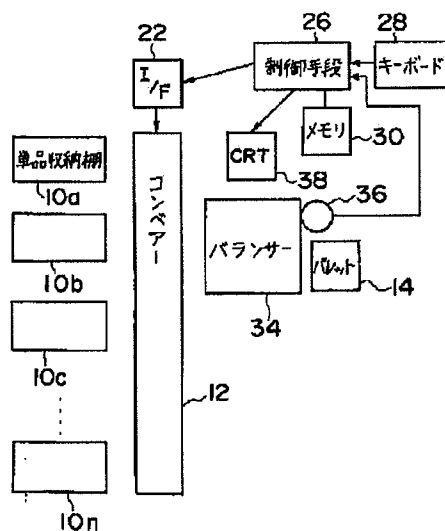 22
26
28
I/F
制御手段
キーボード
メモリ
30
CRT
38
単品収納棚
10a
コンベアー
36
バランサー
パレット
10b
34
14
10c
12
10n